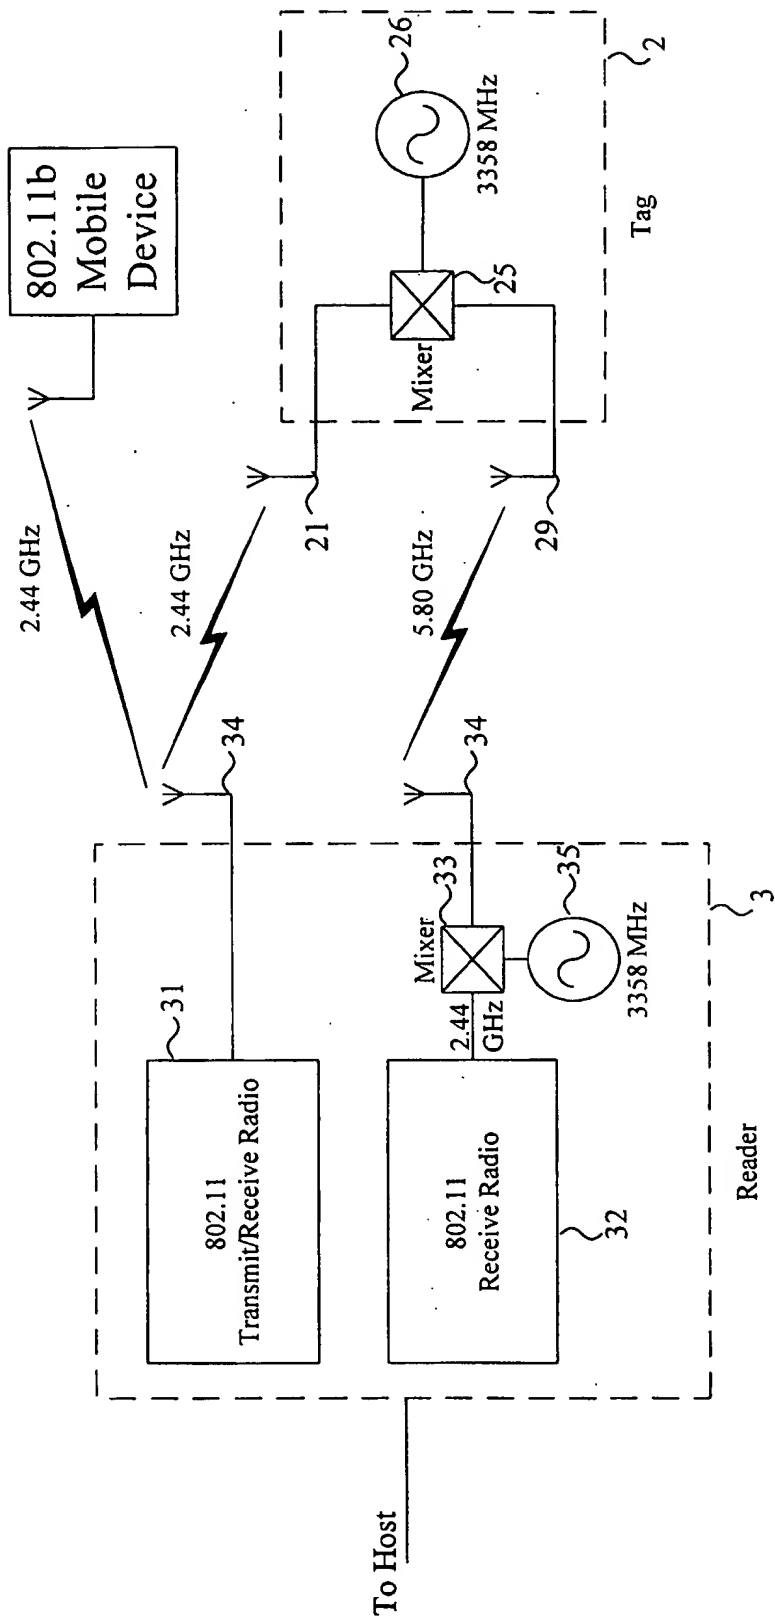 802.11b
Mobile
Device
2.44 GHz
2.44 GHz
5.80 GHz
26
3358 MHz
25
Mixer
21
29
2
Tag
34
34
31
802.11
Transmit/Receive Radio
802.11
Receive Radio
32
2.44
GHz
Mixer
33
35
3358 MHz
3
Reader
To Host